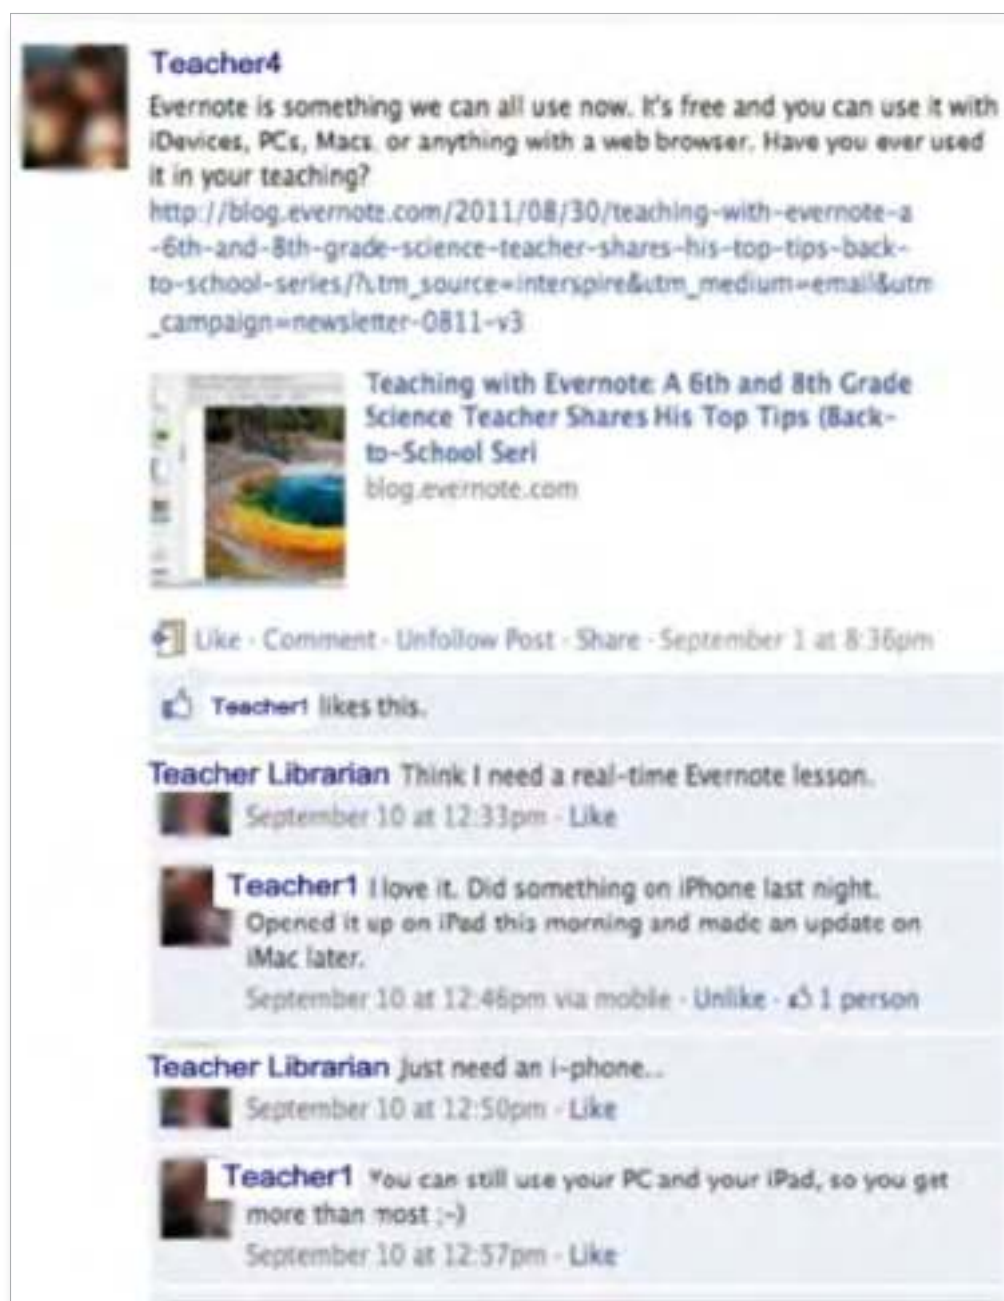 Teacher4
Evernote is something we can all use now. It's free and you can use it with
iDevices, PCs, Macs, or anything with a web browser. Have you ever used
it in your teaching?
http://blog.evernote.com/2011/08/30/teaching-with-evernote-a
-6th-and-8th-grade-science-teacher-shares-his-top-tips-back-
to-school-series/?utm_source=interspire&utm_medium=email&utm
_campaign=newsletter-0811-v3
Teaching with Evernote: A 6th and 8th Grade
Science Teacher Shares His Top Tips (Back-
to-School Seri
blog.evernote.com
Like · Comment · Unfollow Post · Share · September 1 at 8:36pm
Teacher1 likes this.
Teacher Librarian Think I need a real-time Evernote lesson.
September 10 at 12:33pm · Like
Teacher1 I love it. Did something on iPhone last night.
Opened it up on iPad this morning and made an update on
iMac later.
September 10 at 12:46pm via mobile · Unlike · 1 person
Teacher Librarian Just need an i-phone...
September 10 at 12:50pm · Like
Teacher1 You can still use your PC and your iPad, so you get
more than most ;-)
September 10 at 12:57pm · Like